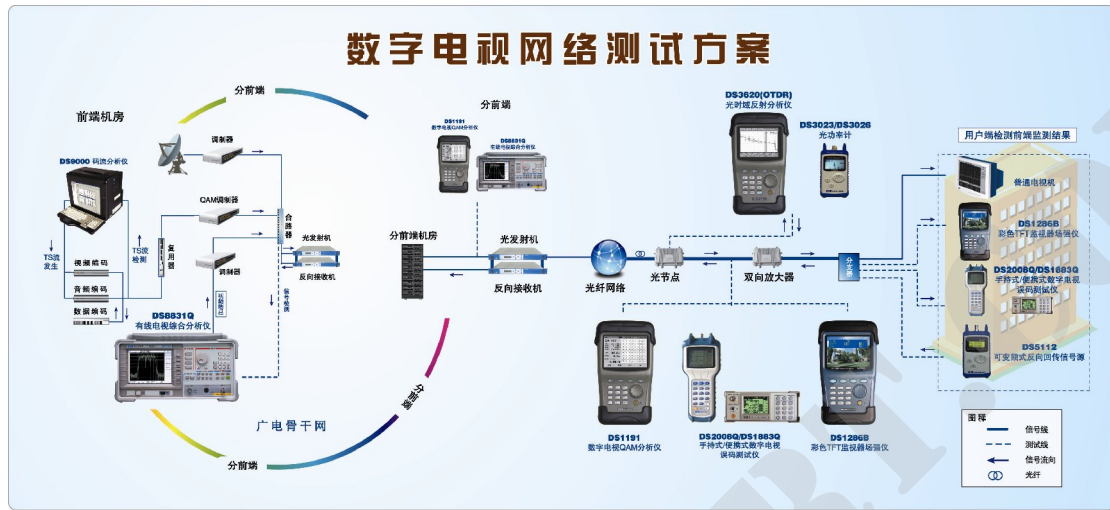 数字电视网络测试方案
分前端
前端机房
调制器
DS9000 码流分析仪
QAM调制器
合路器
TS流发生
TS流检测
复用器
光发射机
视频编码
调制器
反向接收机
音频编码
数据编码
信号检测
DS8831Q
有线电视综合分析仪
广电骨干网
分前端
分前端
分前端
DS1191
数字电视QAM分析仪
DS8831Q
有线电视综合分析仪
分前端机房
光发射机
反向接收机
光纤网络
DS3620(OTDR)
光时域反射分析仪
DS3023/DS3026
光功率计
光节点
双向放大器
分支器
DS1191
数字电视QAM分析仪
DS2008Q/DS1883Q
手持式/便携式数字电视
误码测试仪
DS1286B
彩色TFT监视器场强仪
用户端检测前端监测结果
普通电视机
DS1286B
彩色TFT监视器场强仪
DS2008Q/DS1883Q
手持式/便携式数字电视
误码测试仪
DS5112
可变频式反向回传信号源
图释
信号线
测试线
信号流向
光纤